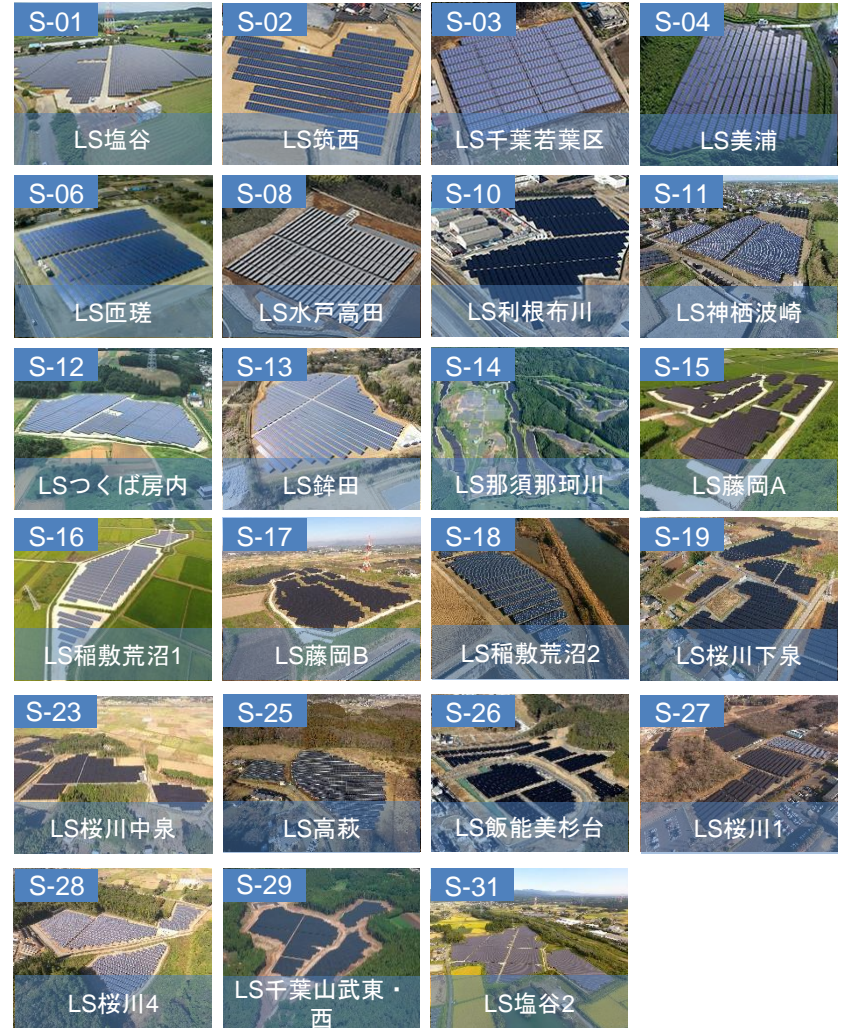 S-01
LS塩谷
S-02
LS筑西
S-03
LS千葉若葉区
S-04
LS美浦
S-06
LS匝瑳
S-08
LS水戸高田
S-10
LS利根布川
S-11
LS神栖波崎
S-12
LSつくば房内
S-13
LS鉾田
S-14
LS那須那珂川
S-15
LS藤岡A
S-16
LS稲敷荒沼1
S-17
LS藤岡B
S-18
LS稲敷荒沼2
S-19
LS桜川下泉
S-23
LS桜川中泉
S-25
LS高萩
S-26
LS飯能美杉台
S-27
LS桜川1
S-28
LS桜川4
S-29
LS千葉山武東・
西
S-31
LS塩谷2